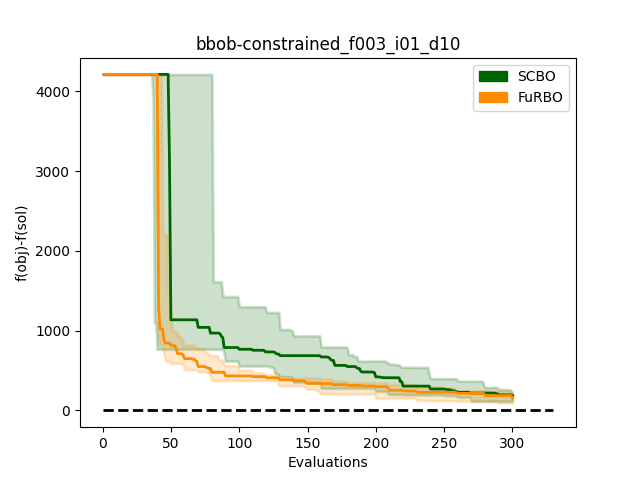 bbob-constrained_f003_i01_d10
SCBO
FuRBO
f(obj)-f(sol)
4000
3000
2000
1000
0
0 50 100 150 200 250 300
Evaluations